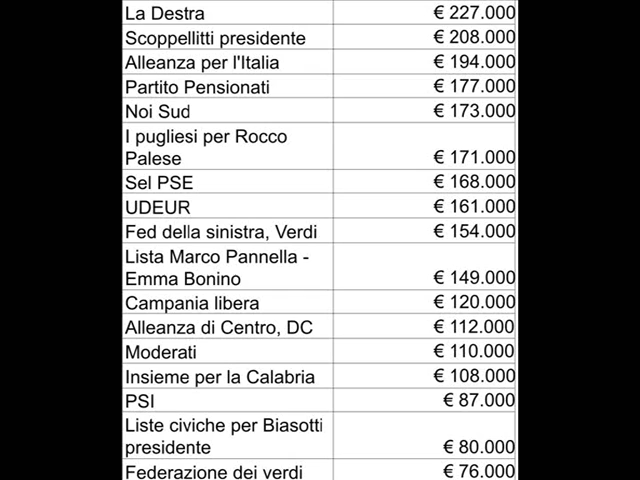 La Destra € 227.000
Scoppellitti presidente € 208.000
Alleanza per l'Italia € 194.000
Partito Pensionati € 177.000
Noi Sud € 173.000
I pugliesi per Rocco
Palese € 171.000
Sel PSE € 168.000
UDEUR € 161.000
Fed della sinistra, Verdi € 154.000
Lista Marco Pannella -
Emma Bonino € 149.000
Campania libera € 120.000
Alleanza di Centro, DC € 112.000
Moderati € 110.000
Insieme per la Calabria € 108.000
PSI € 87.000
Liste civiche per Biasotti
presidente € 80.000
Federazione dei verdi € 76.000